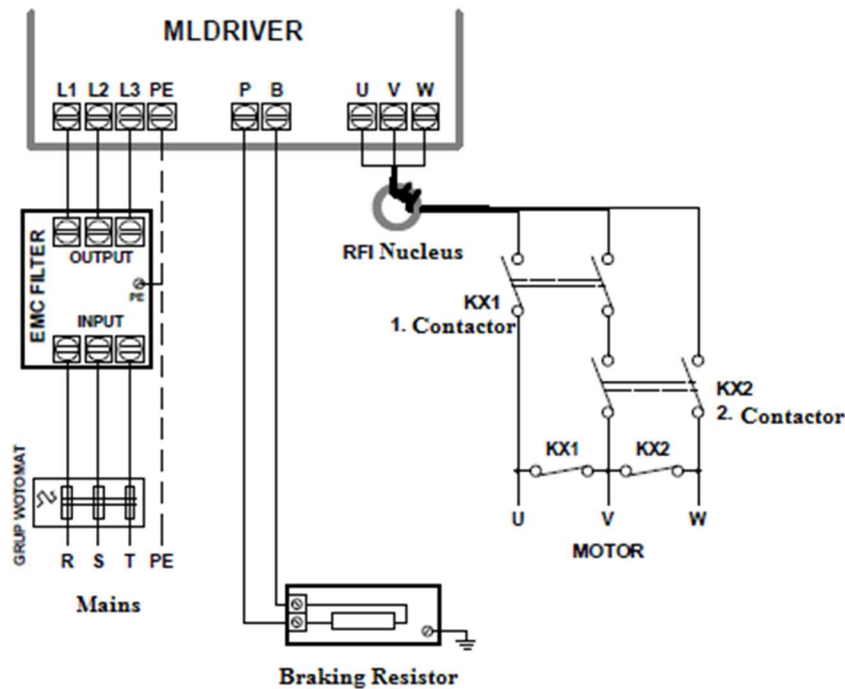 MLDRIVER
L1 L2 L3 PE P B U V W
EMC FILTER
OUTPUT
PE
INPUT
RFI Nucleus
KX1
1. Contactor
KX2
2. Contactor
KX1 KX2
GRUP WOTOMAT
R S T PE
U V W
MOTOR
Mains
Braking Resistor